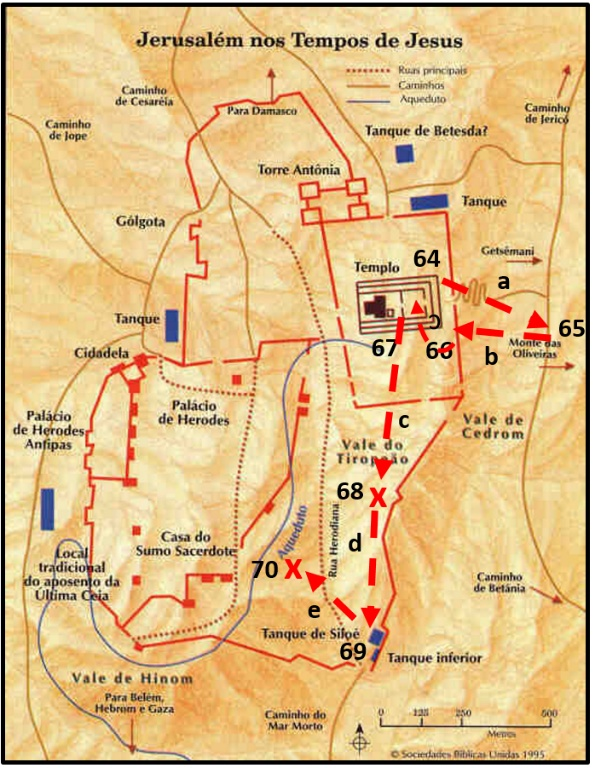 Jerusalém nos Tempos de Jesus
Ruas principais
Caminhos
Aqueduto
Caminho
de Cesaréia
Para Damasco
Caminho
de Jericó
Caminho
de Jope
Tanque de Betesda?
Torre Antônia
Tanque
Gólgota
Getsêmani
Templo
64
a
65
Tanque
67
66
b
Monte das
Oliveiras
Cidadela
Palácio
de Herodes
Antipas
Palácio
de Herodes
c
Vale de
Cedrom
Vale do
Tiropeão
68
Aqueduto
Rua Herodiana
d
Casa do
Sumo Sacerdote
Local
tradicional
do aposento da
Última Ceia
70
X
X
Caminho
de Betânia
e
Tanque de Siloé
69
Tanque inferior
Vale de Hinom
Para Belém,
Hebrom e Gaza
Caminho do
Mar Morto
0 125 250 500
Metros
© Sociedades Bíblicas Unidas 1995